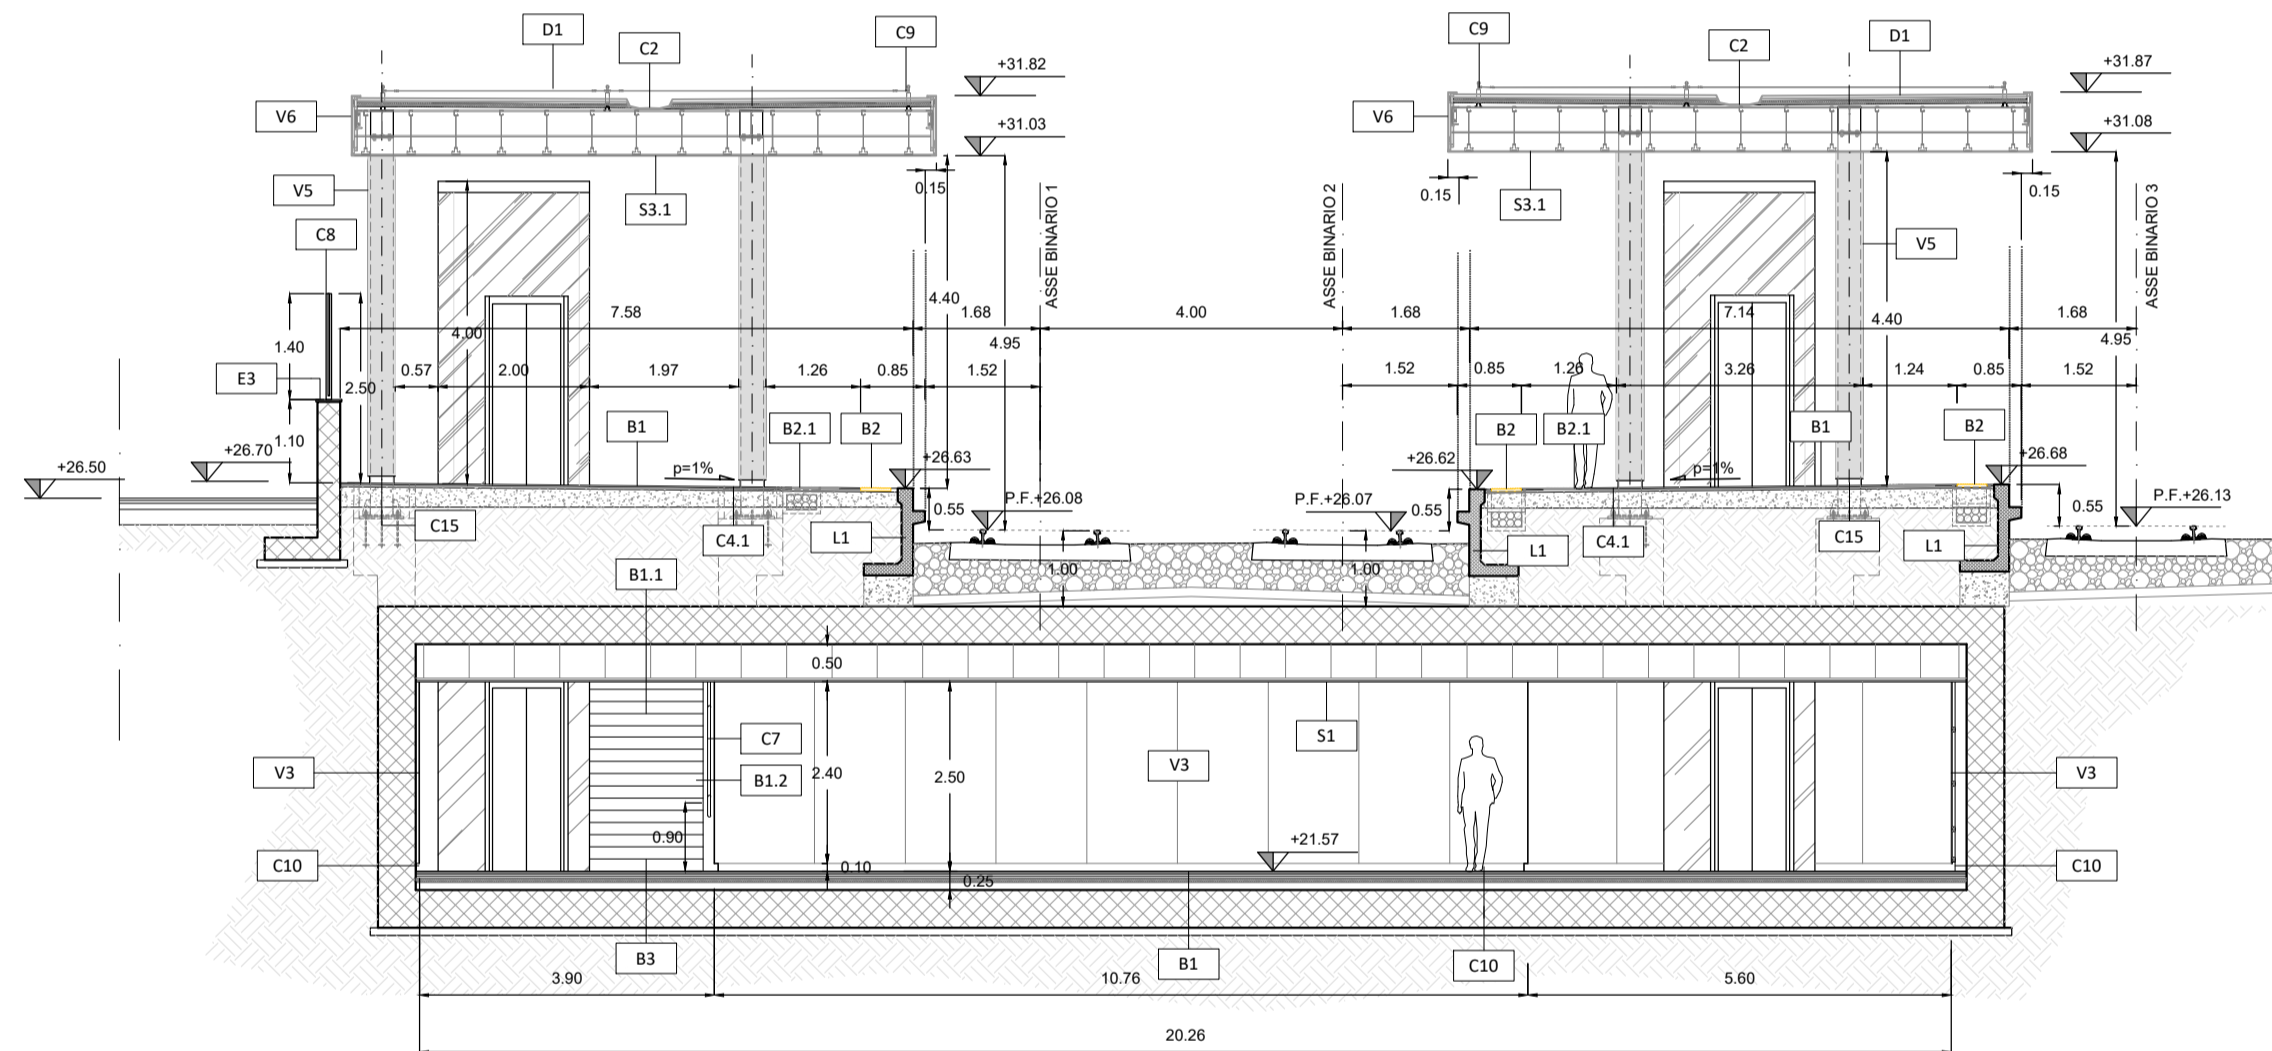 D1
C2
C9
C9
C2
D1
+31.82
+31.87
V6
V6
+31.03
+31.08
V5
0.15
0.15
0.15
S3.1
S3.1
C8
V5
ASSE BINARIO 1
ASSE BINARIO 2
ASSE BINARIO 3
4.40
7.58
1.68
4.00
1.68
7.14
4.40
1.68
1.40
4.00
4.95
4.95
E3
2.50
0.57
2.00
1.97
1.26
0.85
1.52
1.52
0.85
1.26
3.26
1.24
0.85
1.52
1.10
B1
B2.1
B2
B2
B2.1
B1
B2
+26.50
+26.70
p=1%
+26.63
+26.62
p=1%
+26.68
P.F.+26.08
P.F.+26.07
P.F.+26.13
0.55
0.55
0.55
C15
C4.1
L1
L1
C4.1
C15
L1
B1.1
1.00
1.00
0.50
C7
S1
V3
B1.2
2.40
2.50
V3
V3
0.90
+21.57
C10
0.10
0.25
C10
B3
B1
C10
3.90
10.76
5.60
20.26